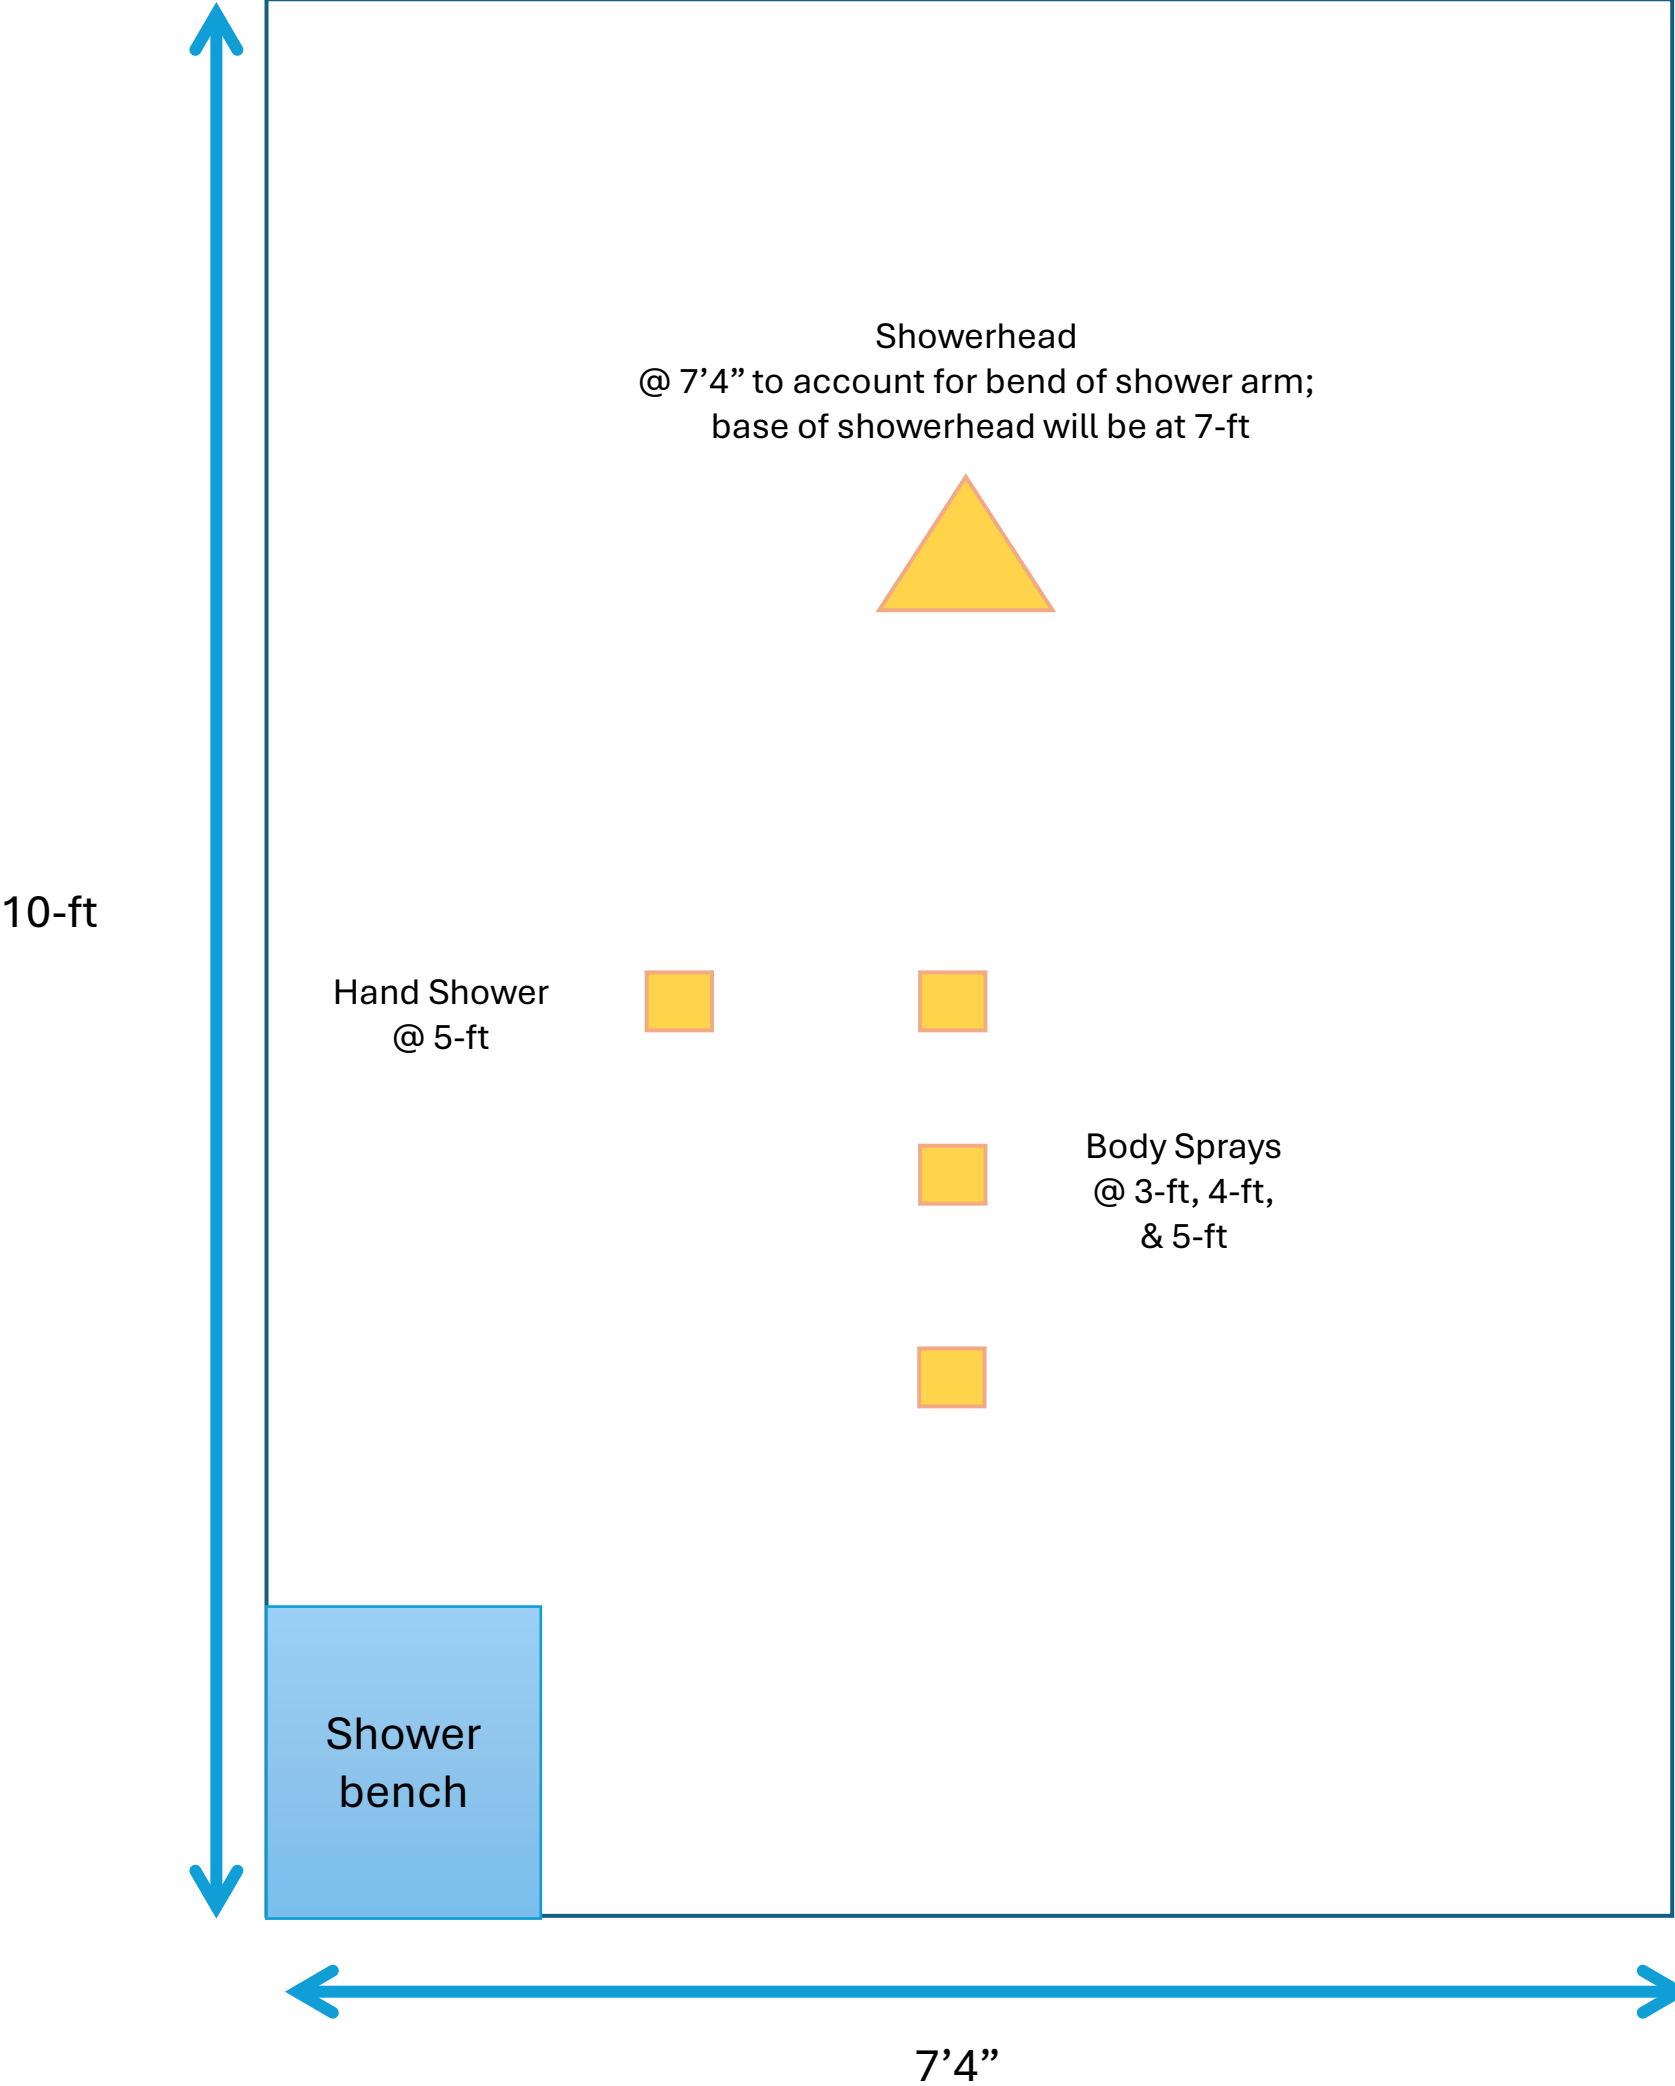 Showerhead
@ 7’4” to account for bend of shower arm;
base of showerhead will be at 7-ft
10-ft
Hand Shower
@ 5-ft
Body Sprays
@ 3-ft, 4-ft,
& 5-ft
Shower
bench
7’4”